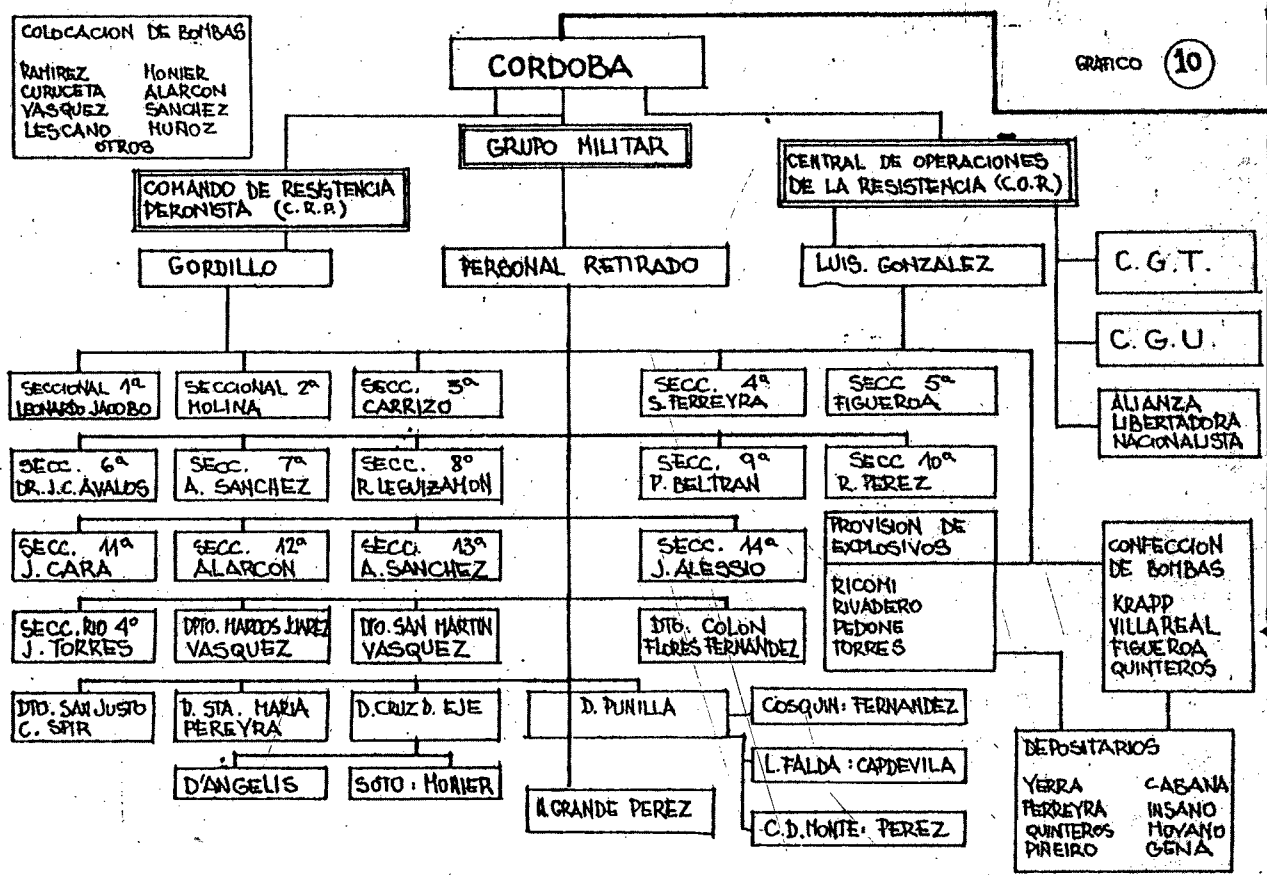 COLOCACION DE BOMBAS
RAMIREZ MONIER
CURUCETA ALARCON
VASQUEZ SANCHEZ
LESCANO MUÑOZ
OTROS
CORDOBA
GRAFICO 10
GRUPO MILITAR
COMANDO DE RESISTENCIA
PERONISTA (C.R.P.)
CENTRAL DE OPERACIONES
DE LA RESISTENCIA (C.O.R)
GORDILLO
PERSONAL RETIRADO
LUIS. GONZALEZ
C.G.T.
C.G.U.
ALIANZA
LIBERTADORA
NACIONALISTA
SECCIONAL 1ª
LEONARDO JACOBO
SECCIONAL 2ª
MOLINA
SECC. 3ª
CARRIZO
SECC. 4ª
S. FERREYRA
SECC 5ª
FIGUEROA
SECC. 6ª
DR. J.C. ÁVALOS
SECC. 7ª
A. SANCHEZ
SECC. 8º
R. LEGUIZAMON
SECC. 9ª
P. BELTRAN
SECC 10ª
R. PEREZ
SECC. 11ª
J. CARA
SECC. 12ª
ALARCON
SECC. 13ª
A. SANCHEZ
SECC. 14ª
J. ALESSIO
PROVISION DE
EXPLOSIVOS
RICOMI
RIVADERO
PEDONE
TORRES
CONFECCION
DE BOMBAS
KRAPP
VILLAREAL
FIGUEROA
QUINTEROS
SECC. RIO 4º
J. TORRES
DPTO. MARCOS JUAREZ
VASQUEZ
DTO. SAN MARTIN
VASQUEZ
DTO. COLON
FLORES FERNANDEZ
DTO. SAN JUSTO
C. SPIR
D. STA. MARIA
PEREYRA
D. CRUZ D. EJE
D. PUNILLA
COSQUIN: FERNANDEZ
D'ANGELIS
SOTO: MONIER
L. FALDA: CAPDEVILA
GRANDE PEREZ
C.D. MONTE: PEREZ
DEPOSITARIOS
YERRA CABANA
FERREYRA INSANO
QUINTEROS MOYANO
PIÑEIRO GENA